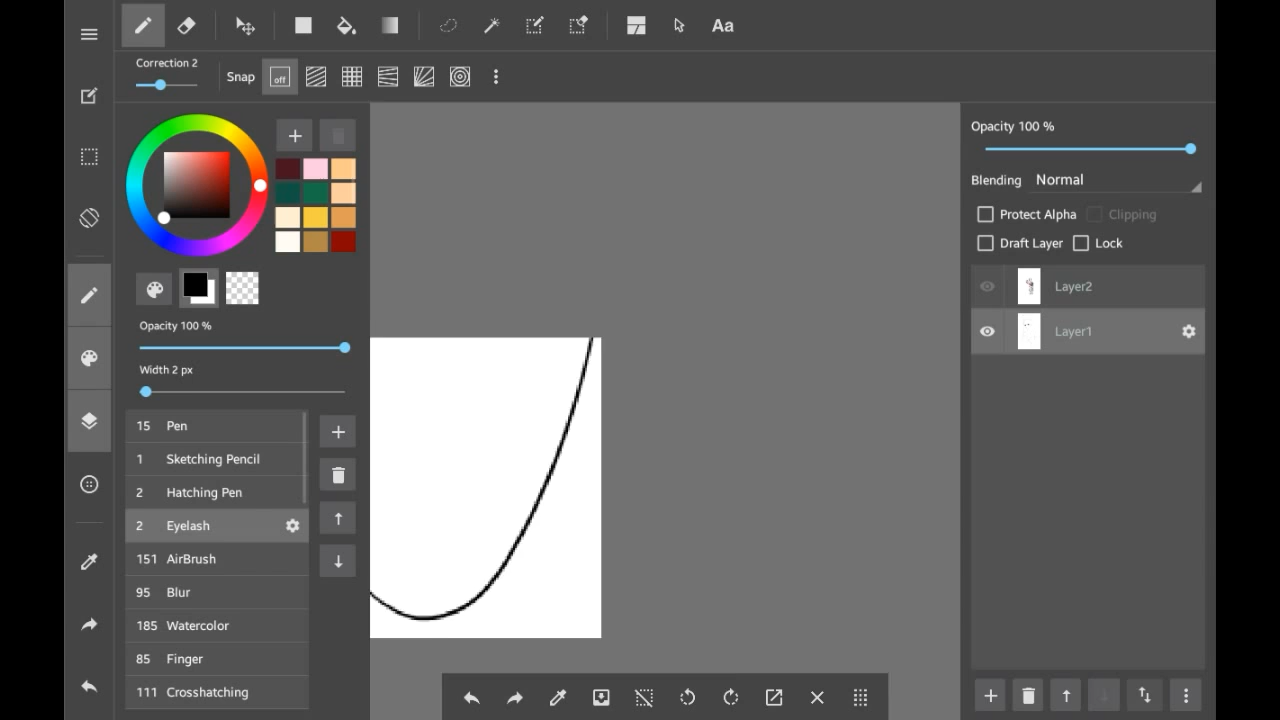 Aa
Correction 2
Snap
off
Opacity 100 %
Width 2 px
15 Pen
1 Sketching Pencil
2 Hatching Pen
2 Eyelash
151 AirBrush
95 Blur
185 Watercolor
85 Finger
111 Crosshatching
Opacity 100 %
Blending Normal
Protect Alpha Clipping
Draft Layer Lock
Layer2
Layer1